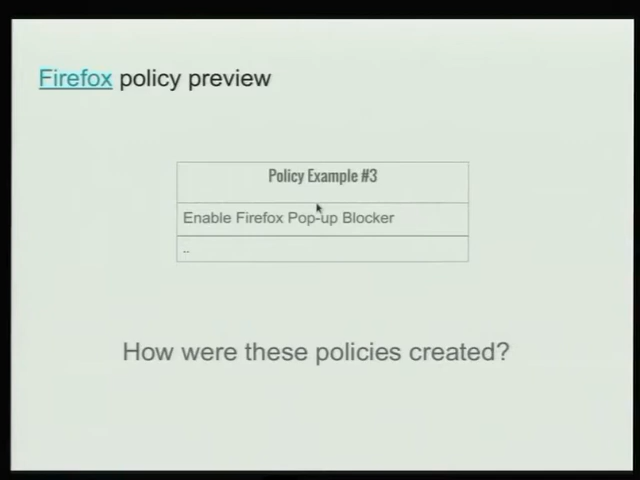 Firefox policy preview
Policy Example #3
Enable Firefox Pop-up Blocker
..
How were these policies created?